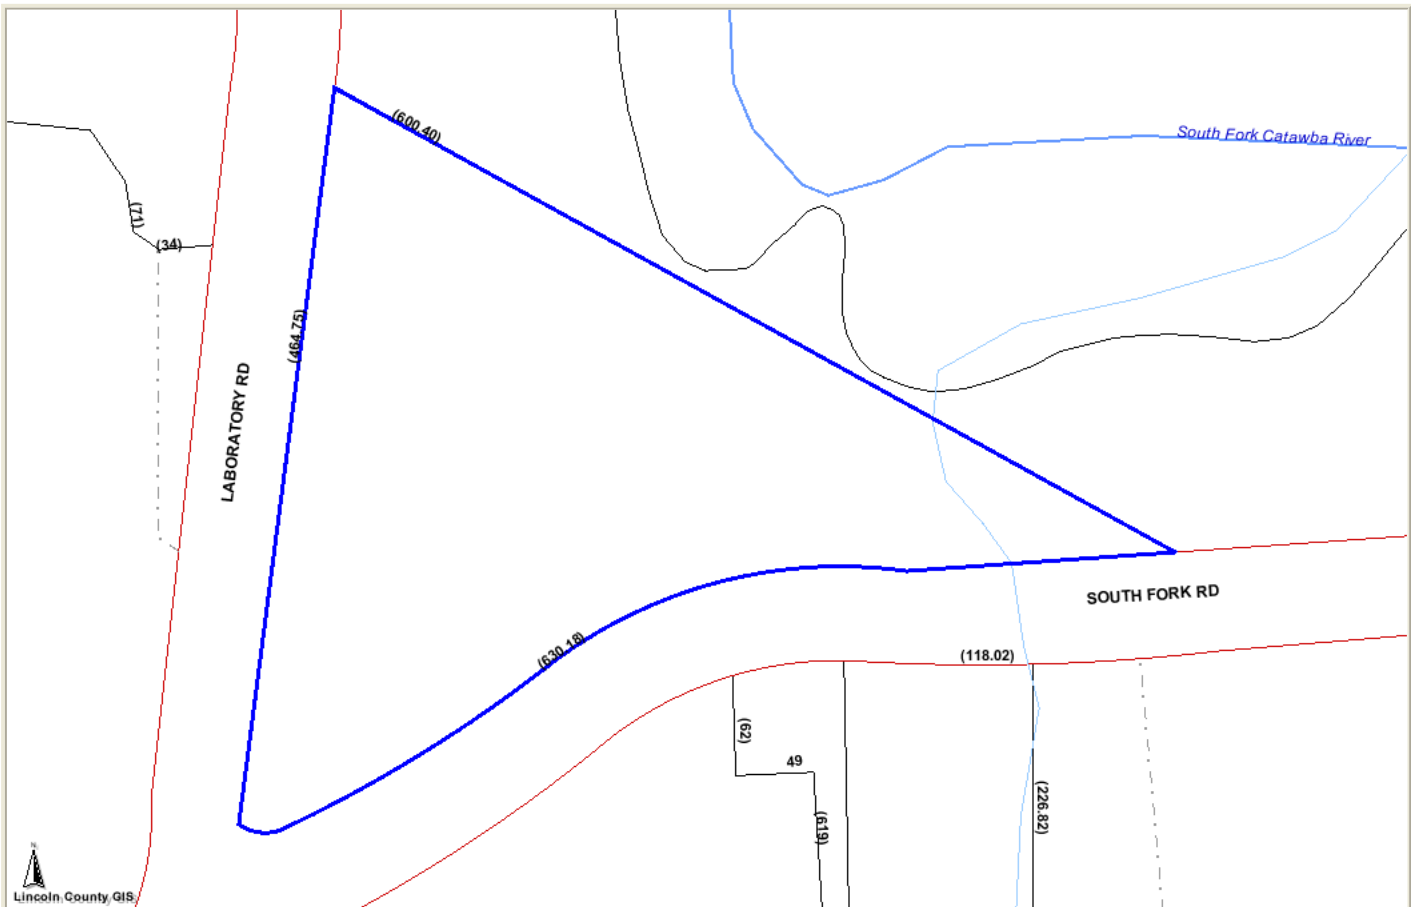 (600.40)
South Fork Catawba River
(71)
(34)
(464.75)
LABORATORY RD
SOUTH FORK RD
(630.18)
(118.02)
(62)
49
(619)
(226.82)
N
Lincoln County GIS